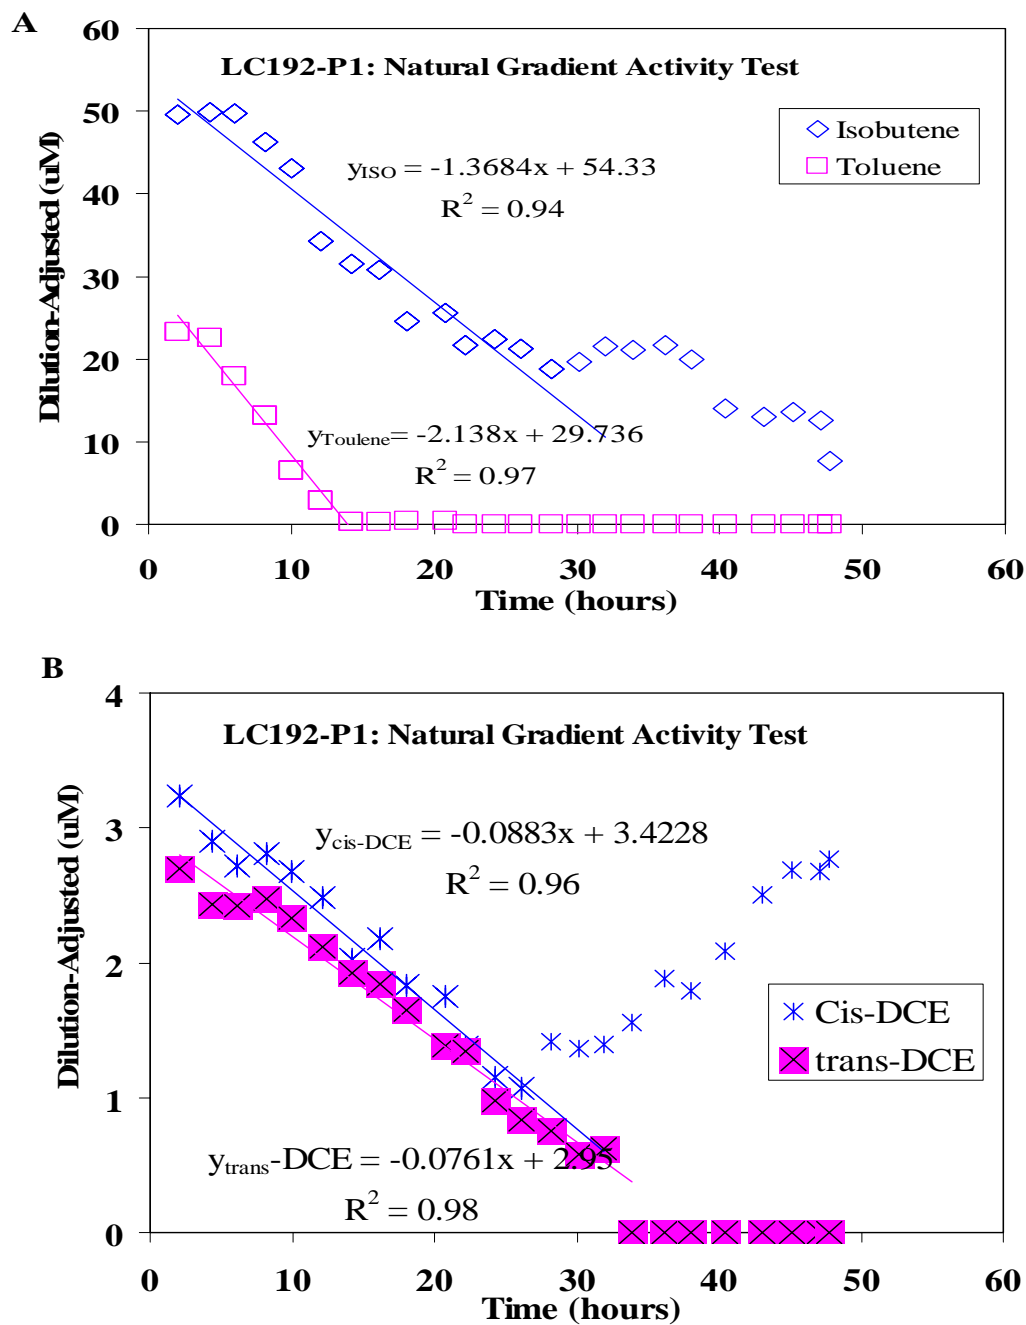 A
60
LC192-P1: Natural Gradient Activity Test
50
Isobutene
Toluene
yISO = -1.3684x + 54.33
R2 = 0.94
40
30
20
10
0
Dilution-Adjusted (uM)
yToulene= -2.138x + 29.736
R2 = 0.97
0 10 20 30 40 50 60
Time (hours)
B
4
LC192-P1: Natural Gradient Activity Test
3
2
1
0
Dilution-Adjusted (uM)
ycis-DCE = -0.0883x + 3.4228
R2 = 0.96
Cis-DCE
trans-DCE
ytrans-DCE = -0.0761x + 2.95
R2 = 0.98
0 10 20 30 40 50 60
Time (hours)